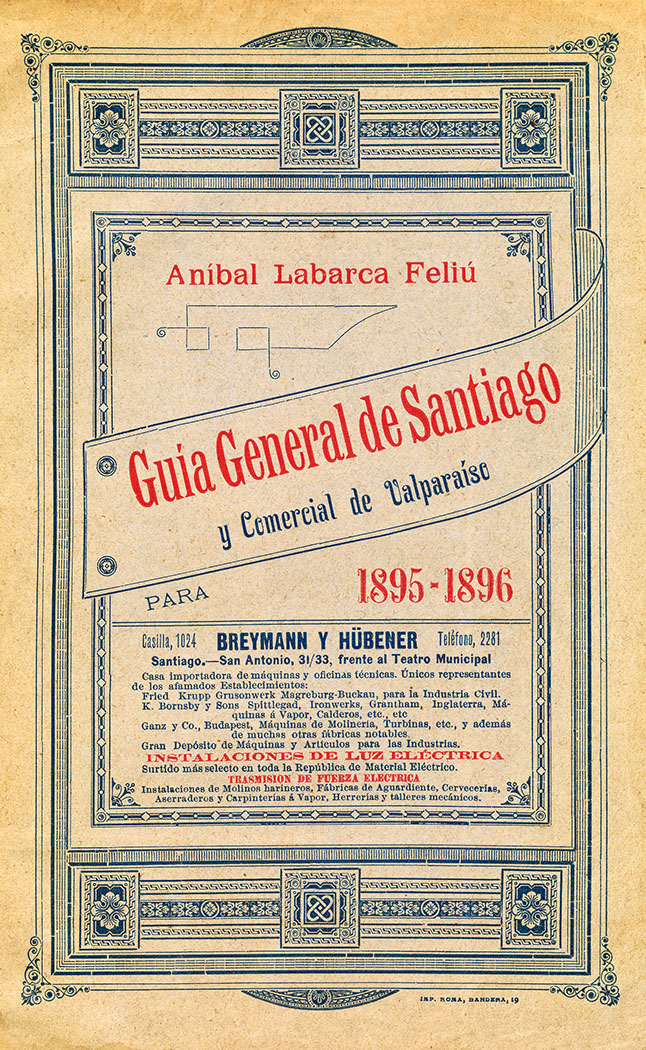 Aníbal Labarca Feliú
Guía General de Santiago
y Comercial de Valparaíso
PARA 1895-1896
Casilla, 1024 BREYMANN Y HÜBENER Teléfono, 2281
Santiago.—San Antonio, 31/33, frente al Teatro Municipal
Casa importadora de máquinas y oficinas técnicas. Únicos representantes
de los afamados Establecimientos:
Fried Krupp Grusonwerk Magreburg-Buckau, para la Industria Civil.
K. Bornsby y Sons Spittlegad, Ironwerks, Grantham, Inglaterra, Má-
quinas á Vapor, Calderos, etc., etc
Ganz y Co., Budapest, Máquinas de Molinería, Turbinas, etc., y además
de muchas otras fábricas notables.
Gran Depósito de Máquinas y Artículos para las Industrias.
INSTALACIONES DE LUZ ELÉCTRICA
Surtido más selecto en toda la República de Material Eléctrico.
TRASMISION DE FUERZA ELECTRICA
Instalaciones de Molinos harineros, Fábricas de Aguardiente, Cervecerías,
Aserraderos y Carpinterías á Vapor, Herrerías y talleres mecánicos.
IMP. ROMA, BANDERA, 19